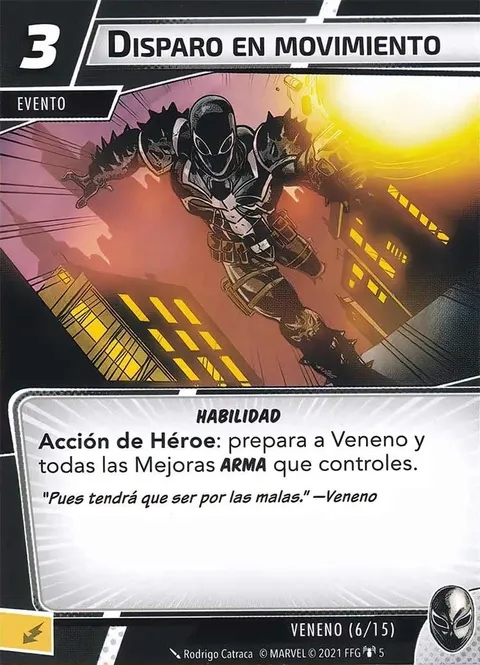 3
DISPARO EN MOVIMIENTO
EVENTO
HABILIDAD
Acción de Héroe: prepara a Veneno y
todas las Mejoras ARMA que controles.
"Pues tendrá que ser por las malas." —Veneno
VENENO (6/15)
Rodrigo Catraca © MARVEL © 2021 FFG 5